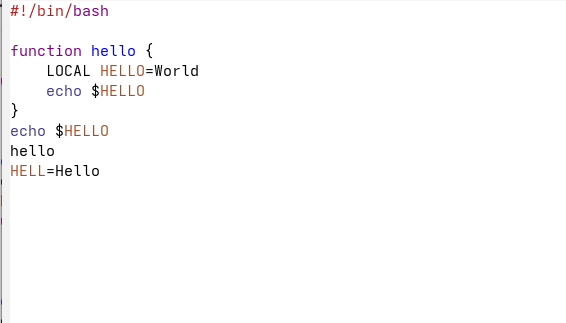 #!/bin/bash
function hello {
LOCAL HELLO=World
echo $HELLO
}
echo $HELLO
hello
HELL=Hello